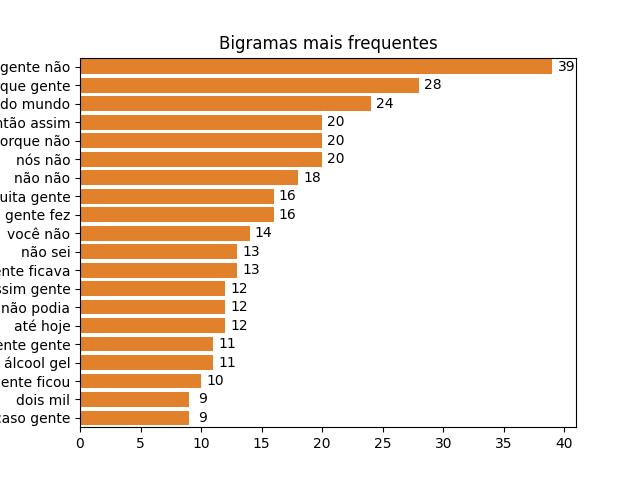 Bigramas mais frequentes
gente não 39
que gente 28
do mundo 24
ntão assim 20
orque não 20
nós não 20
não não 18
uita gente 16
gente fez 16
você não 14
não sei 13
ente ficava 13
ssim gente 12
não podia 12
até hoje 12
ente gente 11
álcool gel 11
ente ficou 10
dois mil 9
caso gente 9
0 5 10 15 20 25 30 35 40